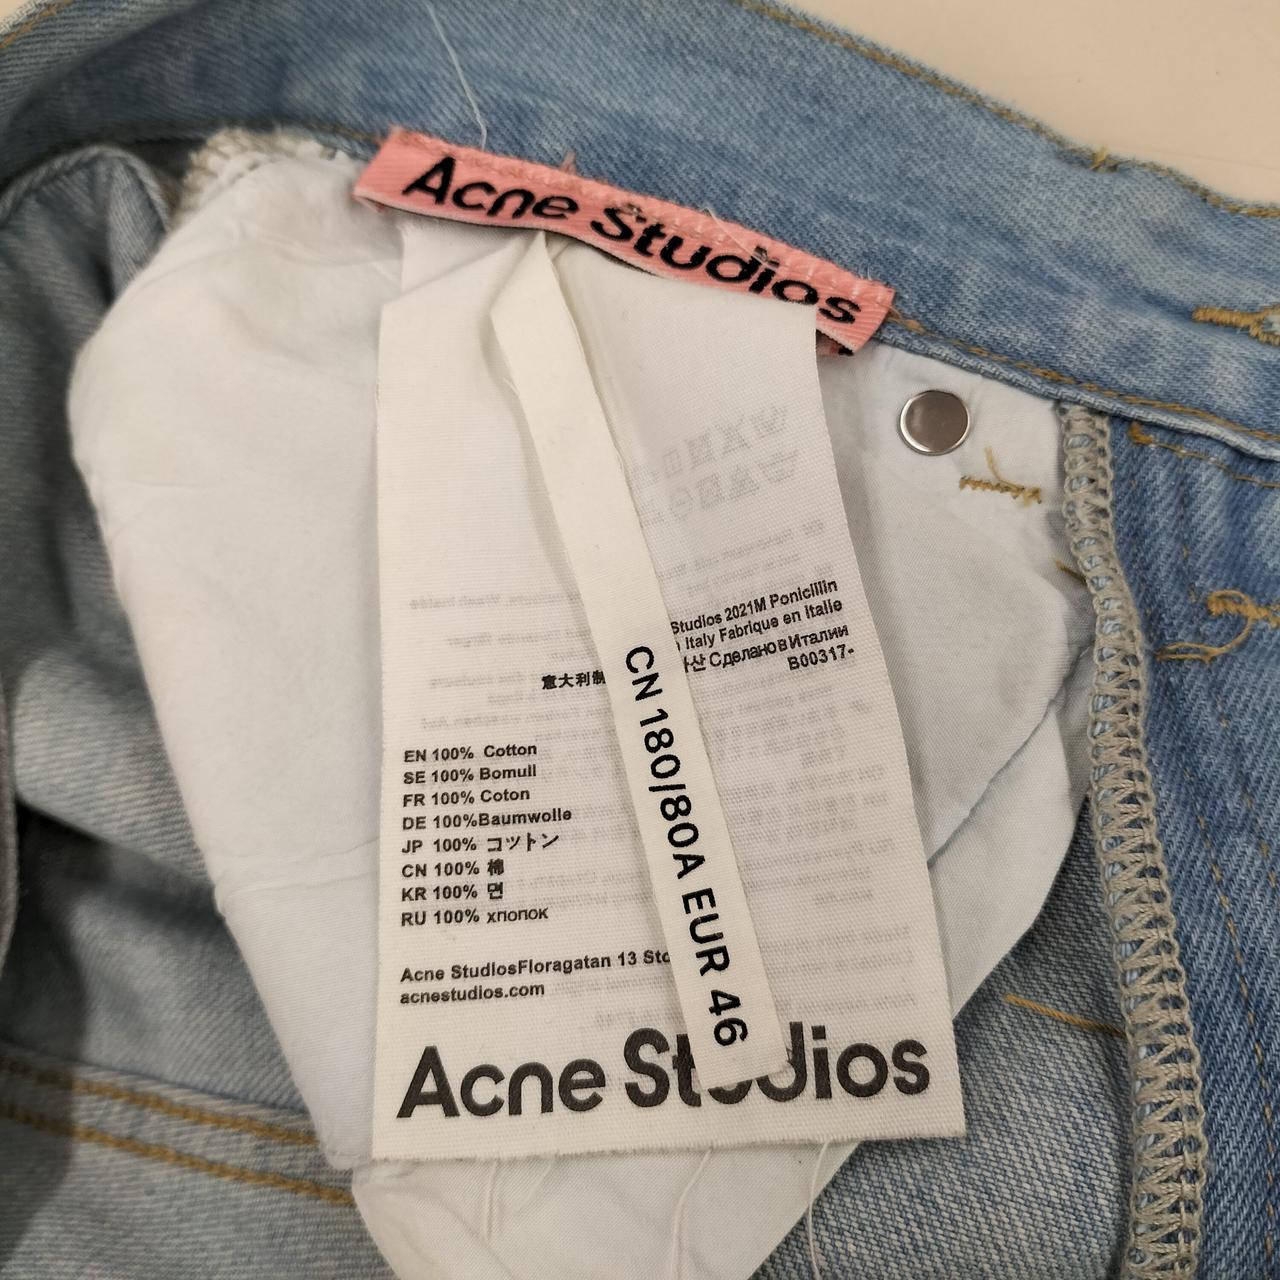 Acne Studios
Studios 2021M Ponicillin
Italy Fabrique en Italie
산 Сделано в Италии
意大利制
B00317-
EN 100% Cotton
SE 100% Bomull
FR 100% Coton
DE 100%Baumwolle
JP 100% コットン
CN 100% 棉
KR 100% 면
RU 100% хлопок
Acne StudiosFloragatan 13
acnestudios.com
Acne Studios
CN 180/80A EUR 46